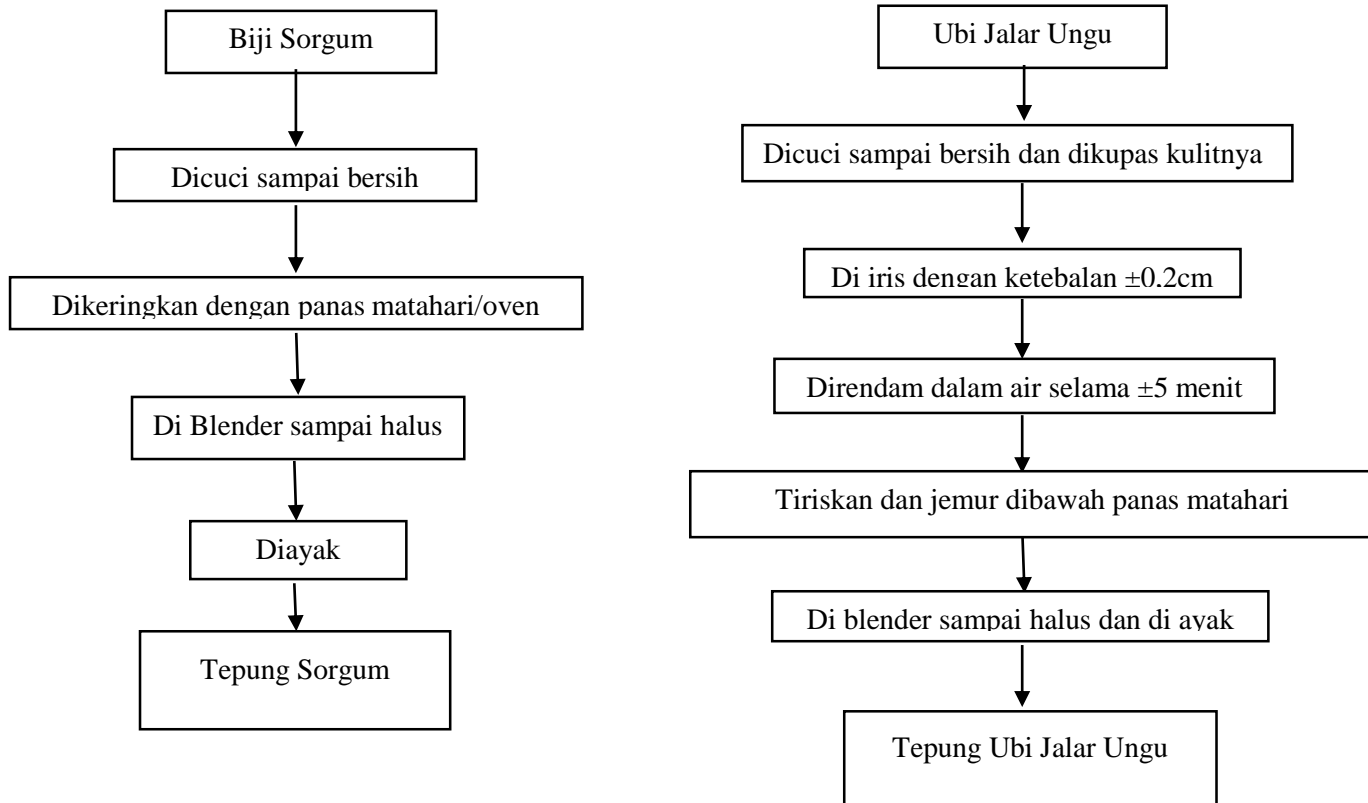 Biji Sorgum
Dicuci sampai bersih
Dikeringkan dengan panas matahari/oven
Di Blender sampai halus
Diayak
Tepung Sorgum
Ubi Jalar Ungu
Dicuci sampai bersih dan dikupas kulitnya
Di iris dengan ketebalan ±0.2cm
Direndam dalam air selama ±5 menit
Tiriskan dan jemur dibawah panas matahari
Di blender sampai halus dan di ayak
Tepung Ubi Jalar Ungu